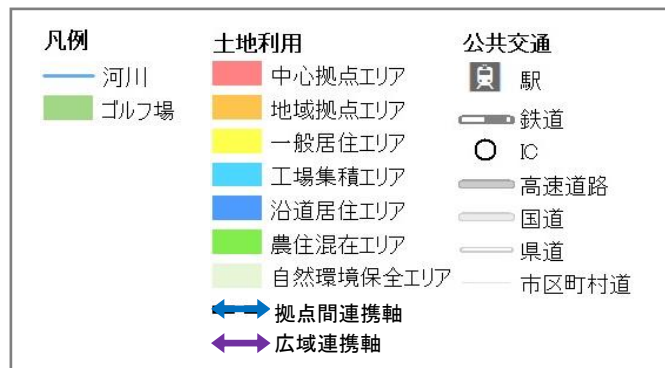 凡例
河川
ゴルフ場
土地利用
中心拠点エリア
地域拠点エリア
一般居住エリア
工場集積エリア
沿道居住エリア
農住混在エリア
自然環境保全エリア
拠点間連携軸
広域連携軸
公共交通
駅
鉄道
IC
高速道路
国道
県道
市区町村道